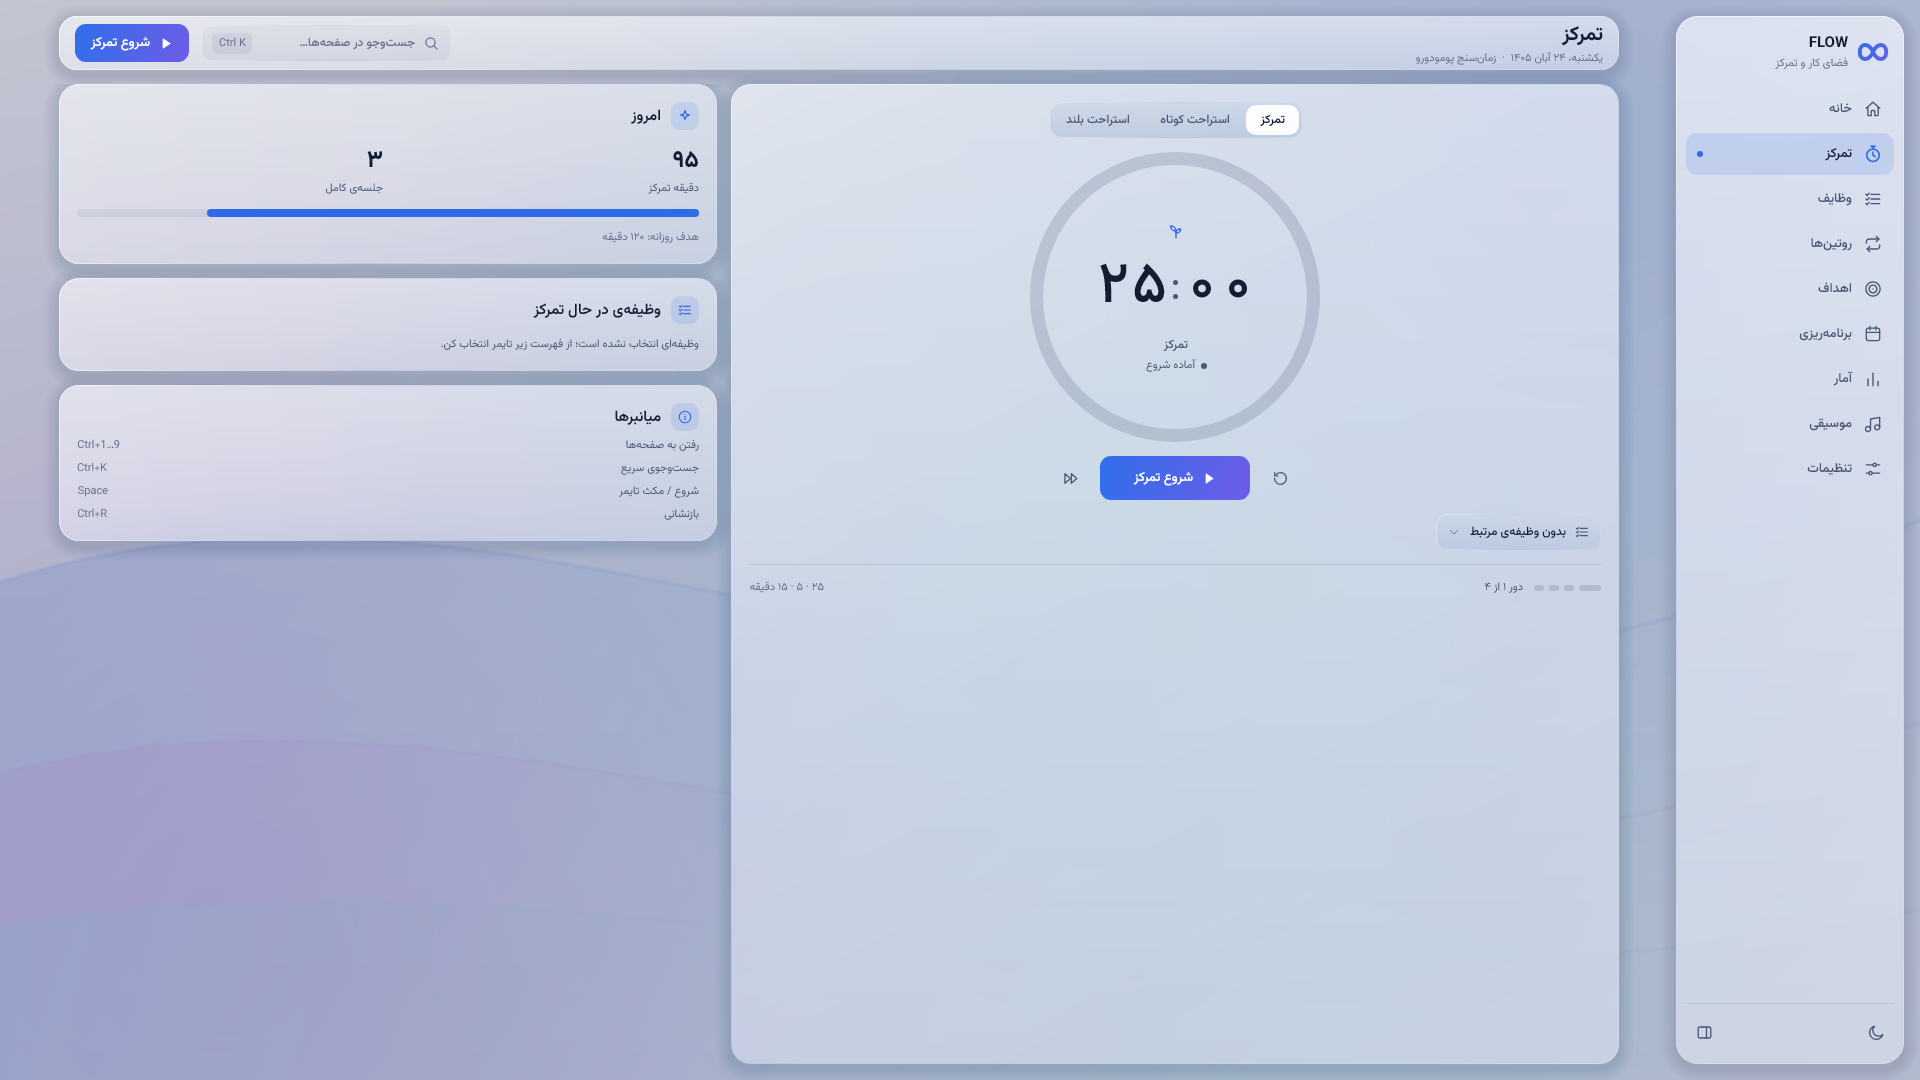 FLOW
فضای کار و تمرکز
خانه
تمرکز
وظایف
روتین‌ها
اهداف
برنامه‌ریزی
آمار
موسیقی
تنظیمات
تمرکز
یکشنبه، ۲۴ آبان ۱۴۰۵ · زمان‌سنج پومودورو
جست‌وجو در صفحه‌ها...
Ctrl K
شروع تمرکز
تمرکز
استراحت کوتاه
استراحت بلند
۲۵:۰۰
تمرکز
آماده شروع
شروع تمرکز
بدون وظیفه‌ی مرتبط
دور ۱ از ۴
۲۵ · ۵ · ۱۵ دقیقه
امروز
۹۵
دقیقه تمرکز
۳
جلسه‌ی کامل
هدف روزانه: ۱۲۰ دقیقه
وظیفه‌ی در حال تمرکز
وظیفه‌ای انتخاب نشده است؛ از فهرست زیر تایمر انتخاب کن.
میانبرها
رفتن به صفحه‌ها
Ctrl+1…9
جست‌وجوی سریع
Ctrl+K
شروع / مکث تایمر
Space
بازنشانی
Ctrl+R